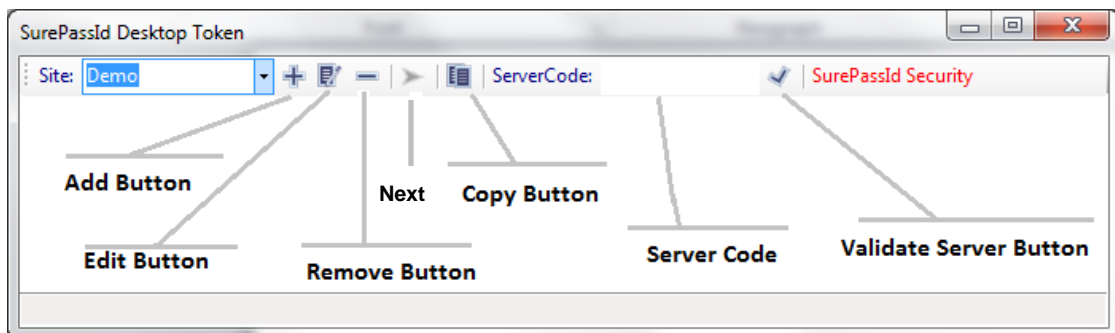 SurePassId Desktop Token
Site: Demo ServerCode: SurePassId Security
Add Button
Next
Copy Button
Edit Button
Remove Button
Server Code
Validate Server Button